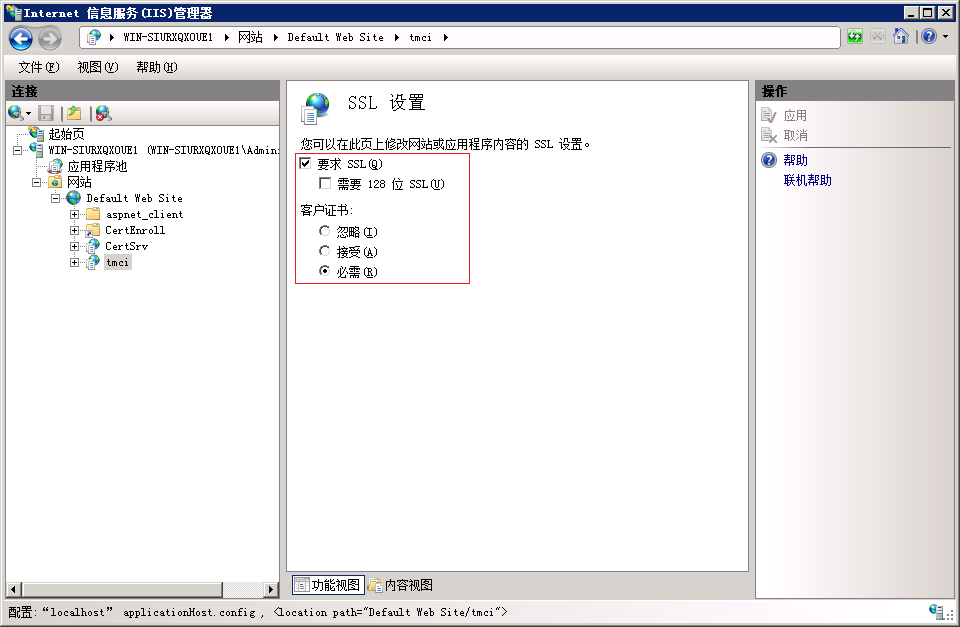 Internet 信息服务(IIS)管理器
WIN-SIURXQXOUE1 网站 Default Web Site tmci
文件(F) 视图(V) 帮助(H)
连接
起始页
WIN-SIURXQXOUE1 (WIN-SIURXQXOUE1\Admin
应用程序池
网站
Default Web Site
aspnet_client
CertEnroll
CertSrv
tmci
SSL 设置
您可以在此页上修改网站或应用程序内容的 SSL 设置。
要求 SSL(Q)
需要 128 位 SSL(U)
客户证书:
忽略(I)
接受(A)
必需(R)
功能视图 内容视图
操作
应用
取消
帮助
联机帮助
配置:“localhost” applicationHost.config , <location path="Default Web Site/tmci">